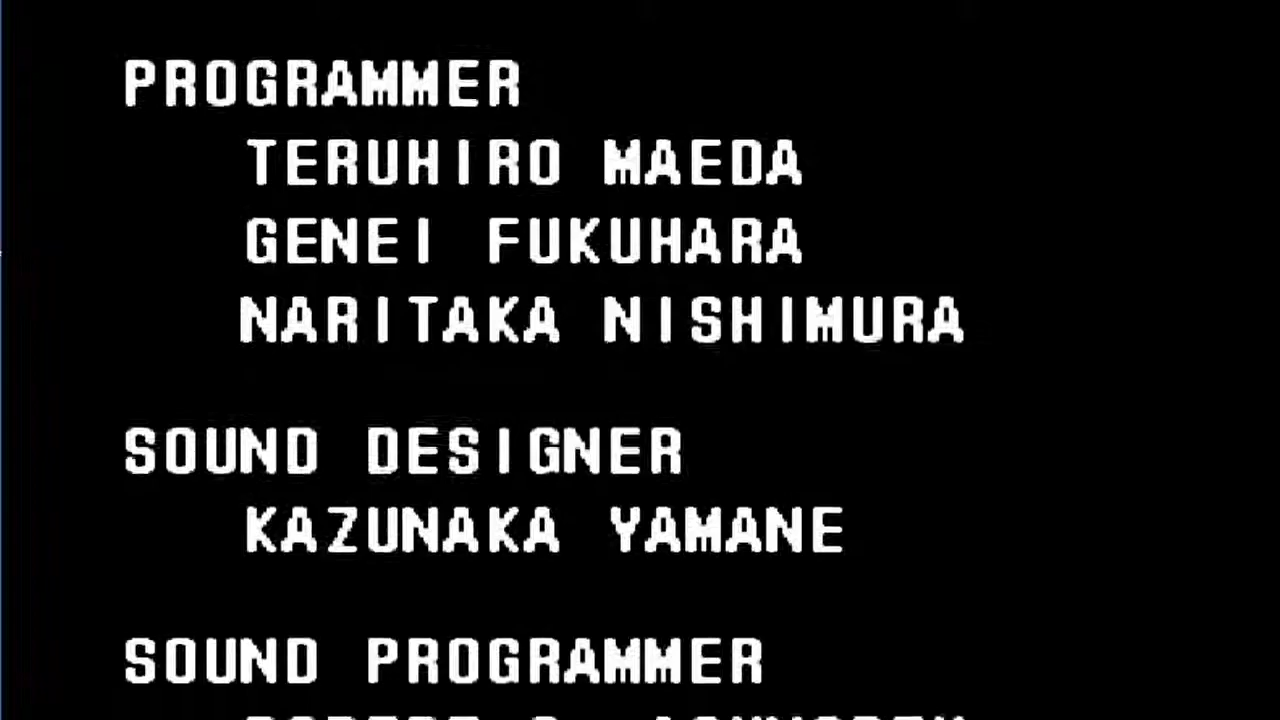 PROGRAMMER
TERUHIRO MAEDA
GENEI FUKUHARA
NARITAKA NISHIMURA
SOUND DESIGNER
KAZUNAKA YAMANE
SOUND PROGRAMMER